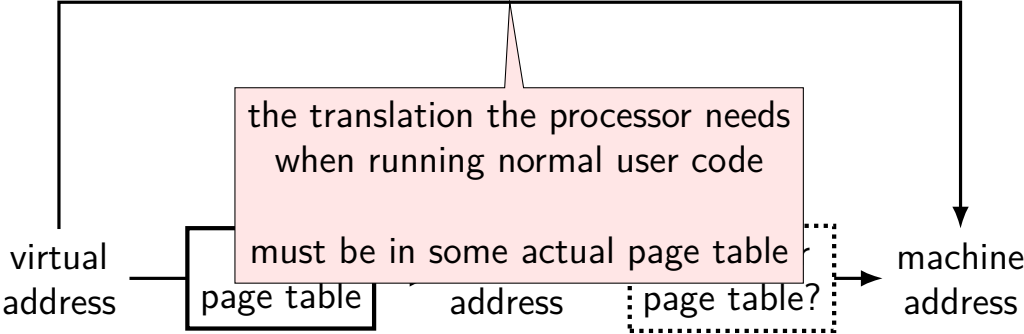 the translation the processor needs
when running normal user code
must be in some actual page table
virtual
address
page table
address
page table?
machine
address